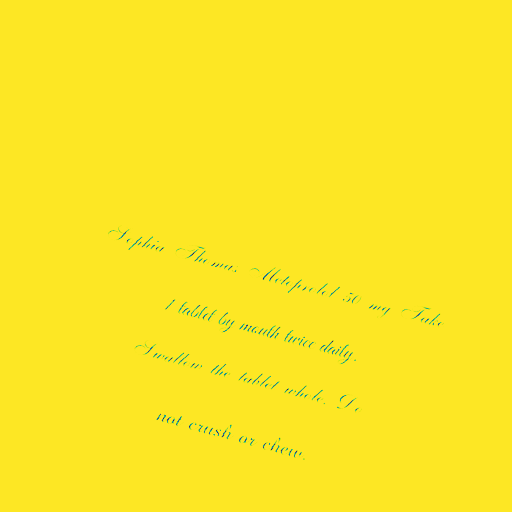 Sophia Thomas, Metoprolol 50 mg Take
1 tablet by mouth twice daily.
Swallow the tablet whole. Do
not crush or chew.